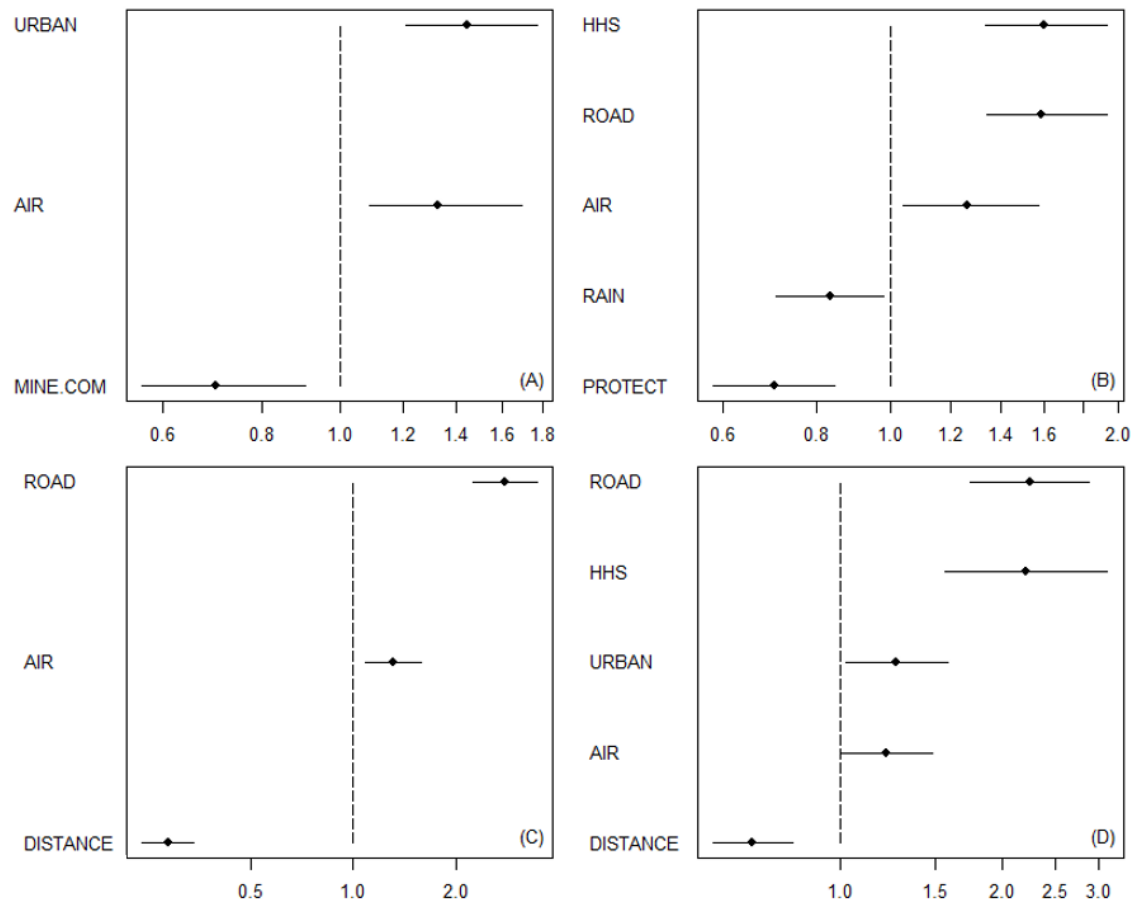 URBAN
AIR
MINE.COM
(A)
0.6 0.8 1.0 1.2 1.4 1.6 1.8
HHS
ROAD
AIR
RAIN
PROTECT
(B)
0.6 0.8 1.0 1.2 1.4 1.6 2.0
ROAD
AIR
DISTANCE
(C)
0.5 1.0 2.0
ROAD
HHS
URBAN
AIR
DISTANCE
(D)
1.0 1.5 2.0 2.5 3.0